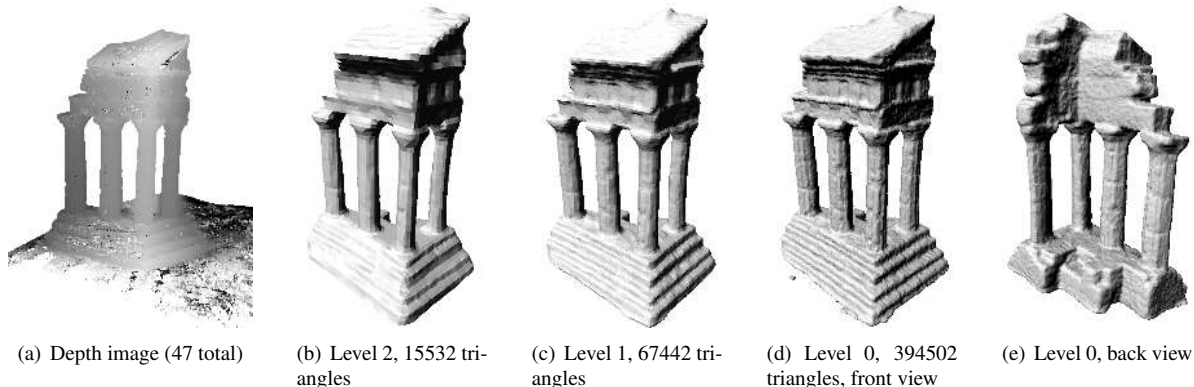 (a) Depth image (47 total)
(b) Level 2, 15532 tri-
angles
(c) Level 1, 67442 tri-
angles
(d) Level 0, 394502
triangles, front view
(e) Level 0, back view